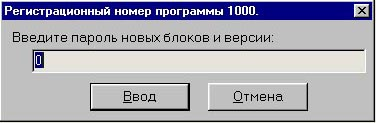 Регистрационный номер программы 1000.
Введите пароль новых блоков и версии:
0
Ввод
Отмена